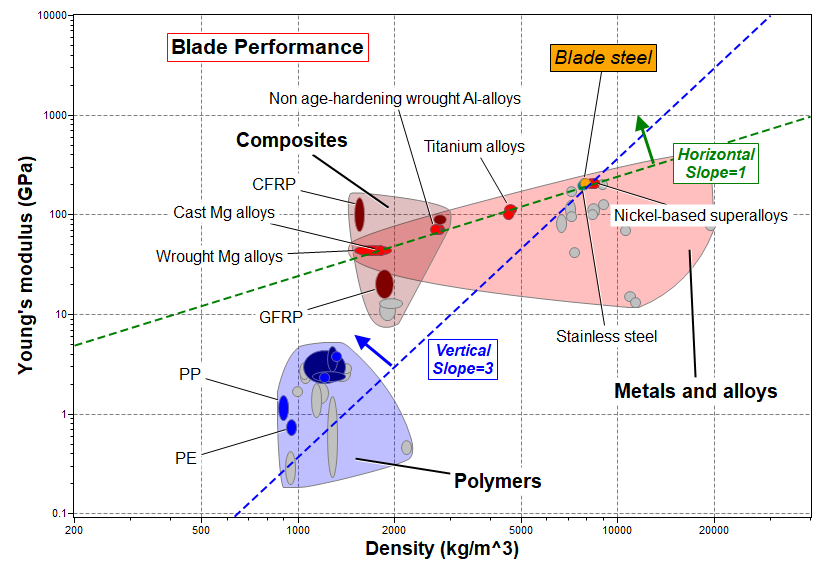 Blade Performance
Blade steel
Non age-hardening wrought Al-alloys
Composites
Titanium alloys
Horizontal
Slope=1
CFRP
Cast Mg alloys
Nickel-based superalloys
Wrought Mg alloys
GFRP
Stainless steel
Vertical
Slope=3
PP
Metals and alloys
PE
Polymers
Young's modulus (GPa)
10000
1000
100
10
1
0.1
200
500
1000
2000
5000
10000
20000
Density (kg/m^3)